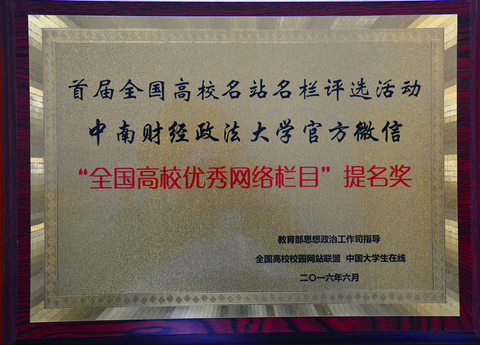 首届全国高校名站名栏评选活动
中南财经政法大学官方微信
“全国高校优秀网络栏目”提名奖
教育部思想政治工作司指导
全国高校校园网站联盟 中国大学生在线
二〇一六年六月